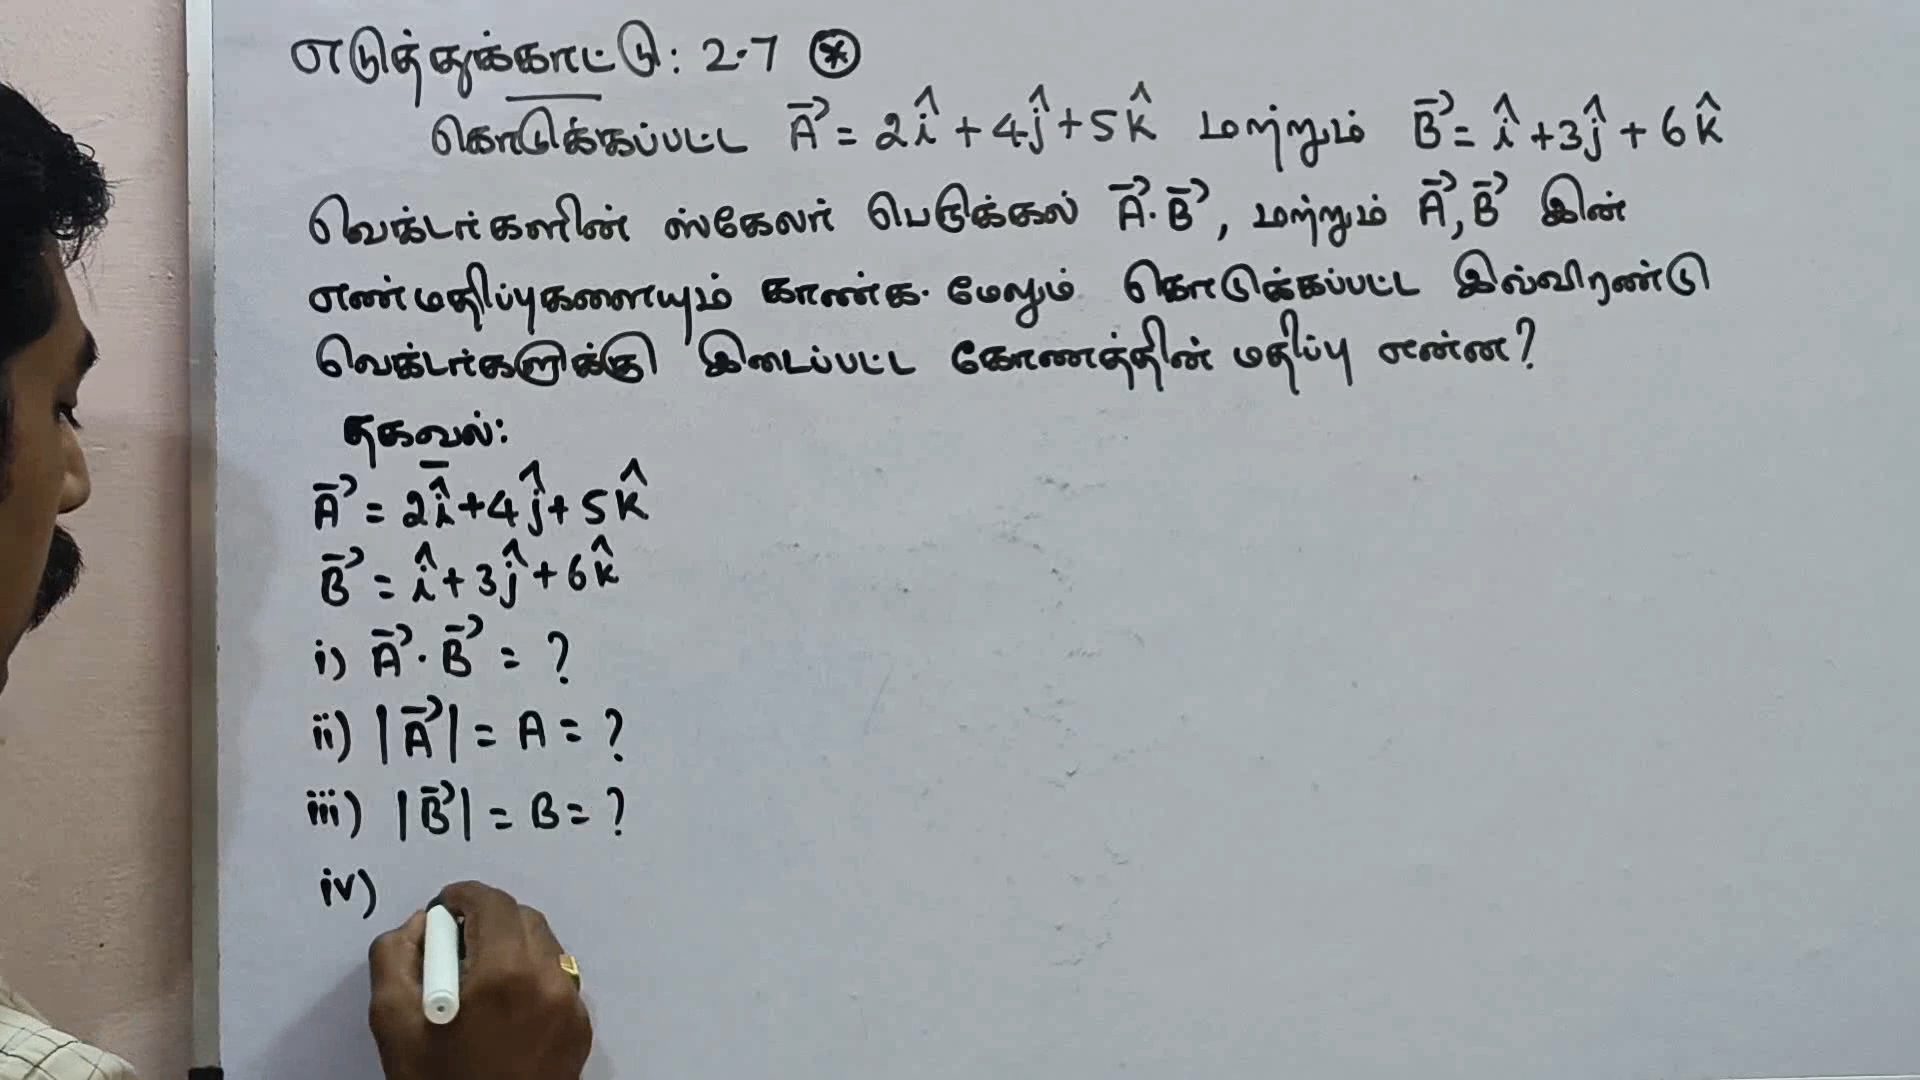 எடுத்துக்காட்டு: 2.7 *
கொடுக்கப்பட்ட A⃗ = 2î + 4ĵ + 5k̂ மற்றும் B⃗ = î + 3ĵ + 6k̂
வெக்டர்களின் ஸ்கேலர் பெருக்கல் A⃗ · B⃗, மற்றும் A⃗, B⃗ இன்
எண்மதிப்புகளையும் காண்க. மேலும் கொடுக்கப்பட்ட இவ்விரண்டு
வெக்டர்களுக்கு இடைப்பட்ட கோணத்தின் மதிப்பு என்ன?
தகவல்:
A⃗ = 2î + 4ĵ + 5k̂
B⃗ = î + 3ĵ + 6k̂
i) A⃗ · B⃗ = ?
ii) |A⃗| = A = ?
iii) |B⃗| = B = ?
iv)